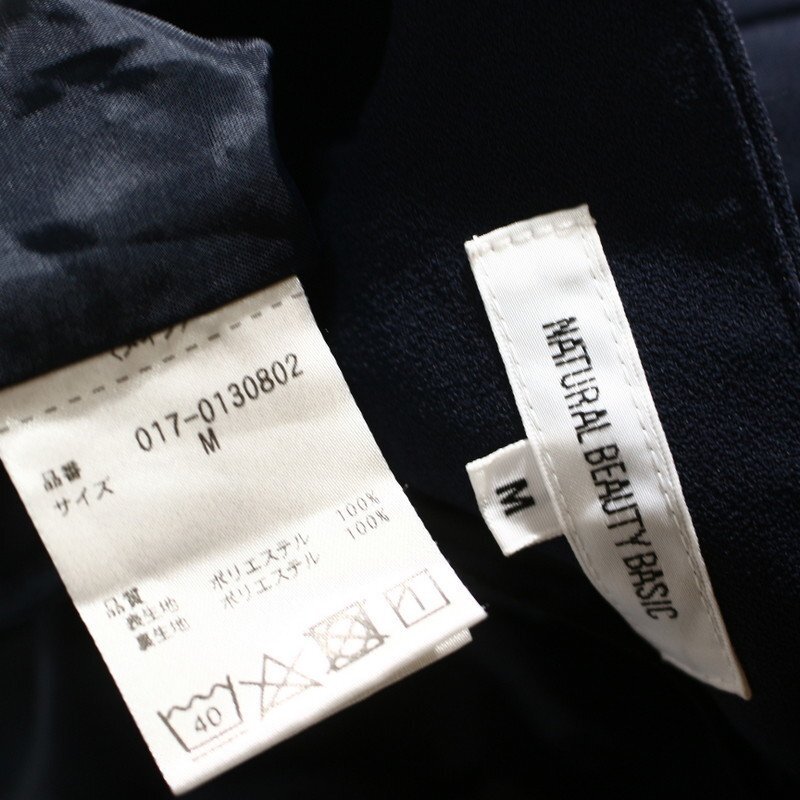 品番 017-0130802
サイズ M
品質
表生地 ポリエステル 100%
裏生地 ポリエステル 100%
40
NATURAL BEAUTY BASIC
M